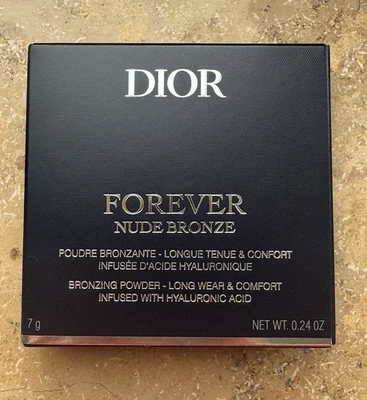 DIOR
FOREVER
NUDE BRONZE
POUDRE BRONZANTE - LONGUE TENUE & CONFORT
INFUSÉE D'ACIDE HYALURONIQUE
BRONZING POWDER - LONG WEAR & COMFORT
INFUSED WITH HYALURONIC ACID
7 g NET WT. 0.24 OZ